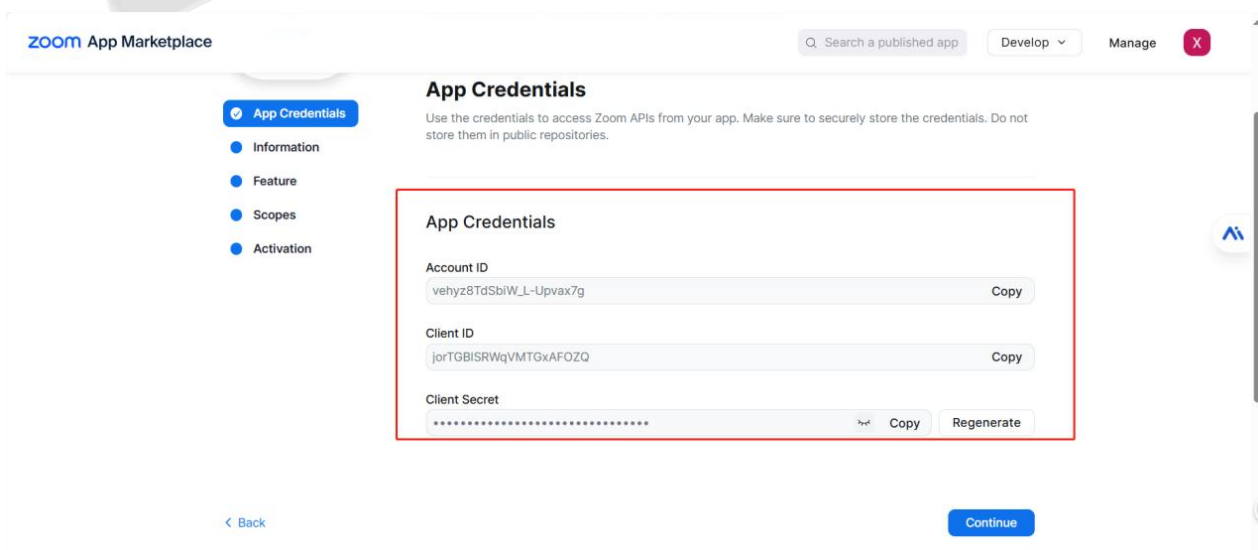 zoom App Marketplace
Search a published app
Develop
Manage
X
App Credentials
Information
Feature
Scopes
Activation
App Credentials
Use the credentials to access Zoom APIs from your app. Make sure to securely store the credentials. Do not
store them in public repositories.
App Credentials
Account ID
vehyz8TdSbiW_L-Upvax7g Copy
Client ID
jorTGBlSRWqVMTGxAFOZQ Copy
Client Secret
•••••••••••••••••••••••••••••••• Copy Regenerate
< Back
Continue